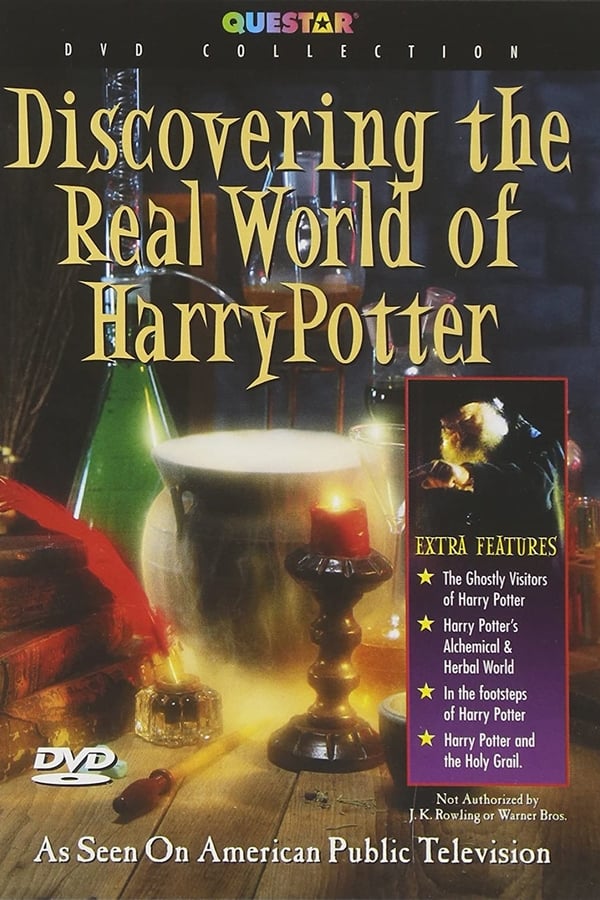 QUESTAR®
DVD COLLECTION
Discovering the
Real World of
Harry Potter
EXTRA FEATURES
★ The Ghostly Visitors
of Harry Potter
★ Harry Potter's
Alchemical &
Herbal World
★ In the footsteps
of Harry Potter
★ Harry Potter and
the Holy Grail.
DVD
Not Authorized by
J. K. Rowling or Warner Bros.
As Seen On American Public Television